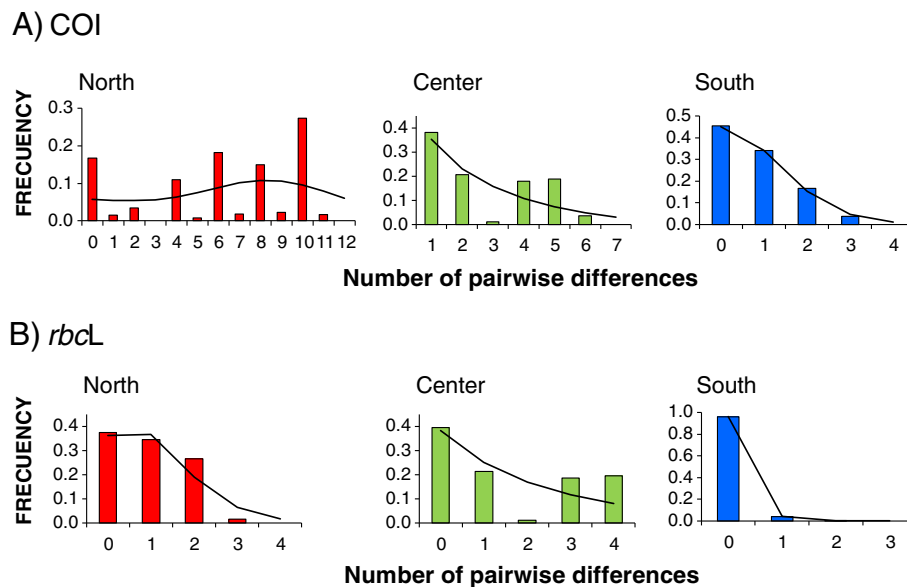 A) COI
North
Center
South
FRECUENCY
0.3
0.2
0.1
0.0
0 1 2 3 4 5 6 7 8 9 10 11 12
0.4
0.3
0.2
0.1
0.0
1 2 3 4 5 6 7
0.5
0.4
0.3
0.2
0.1
0.0
0 1 2 3 4
Number of pairwise differences
B) rbcL
North
Center
South
FRECUENCY
0.4
0.3
0.2
0.1
0.0
0 1 2 3 4
0.4
0.3
0.2
0.1
0.0
0 1 2 3 4
1.0
0.8
0.6
0.4
0.2
0.0
0 1 2 3
Number of pairwise differences